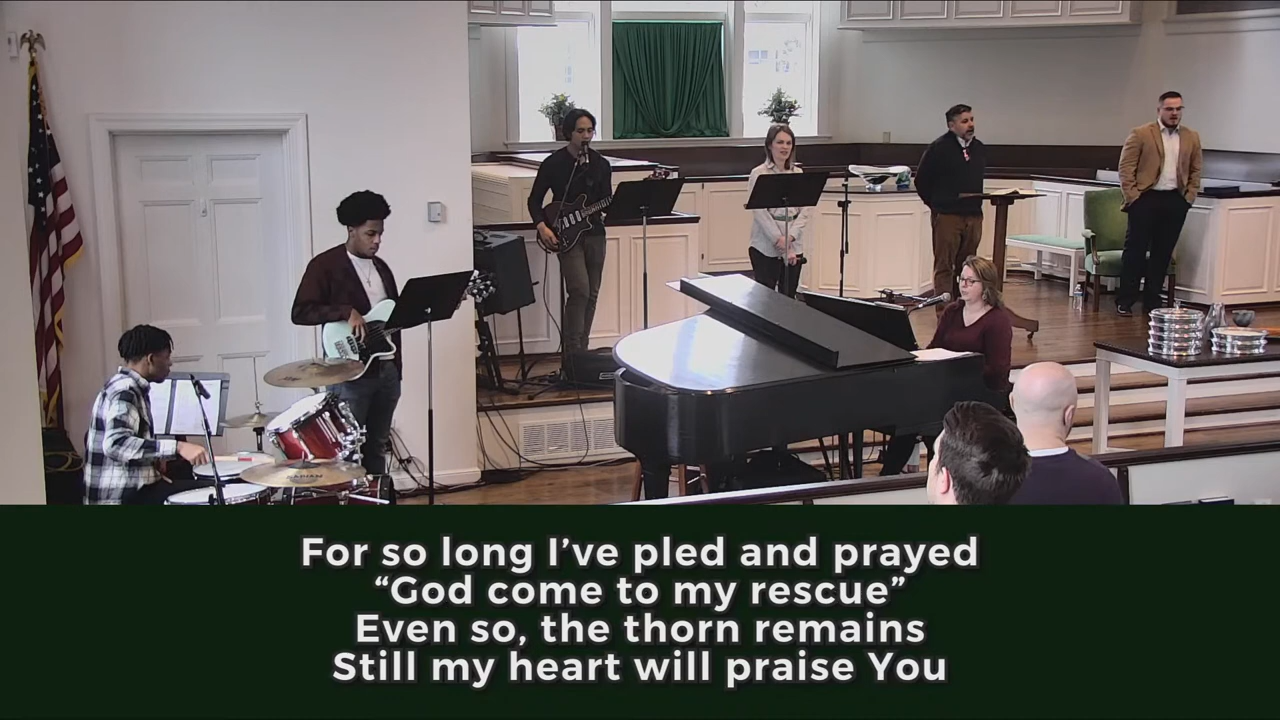 For so long I’ve pled and prayed
“God come to my rescue”
Even so, the thorn remains
Still my heart will praise You
SABIAN